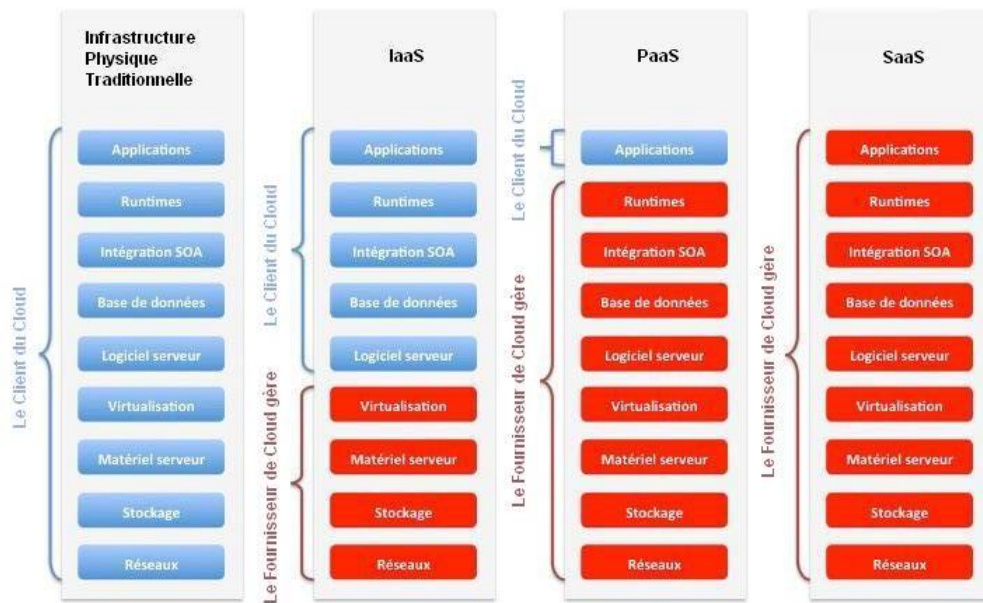 Infrastructure
Physique
Traditionnelle
Le Client du Cloud
Applications
Runtimes
Intégration SOA
Base de données
Logiciel serveur
Virtualisation
Matériel serveur
Stockage
Réseaux
IaaS
Le Client du Cloud
Le Fournisseur de Cloud gère
Applications
Runtimes
Intégration SOA
Base de données
Logiciel serveur
Virtualisation
Matériel serveur
Stockage
Réseaux
PaaS
Le Client du Cloud
Le Fournisseur de Cloud gère
Applications
Runtimes
Intégration SOA
Base de données
Logiciel serveur
Virtualisation
Matériel serveur
Stockage
Réseaux
SaaS
Le Fournisseur de Cloud gère
Applications
Runtimes
Intégration SOA
Base de données
Logiciel serveur
Virtualisation
Matériel serveur
Stockage
Réseaux